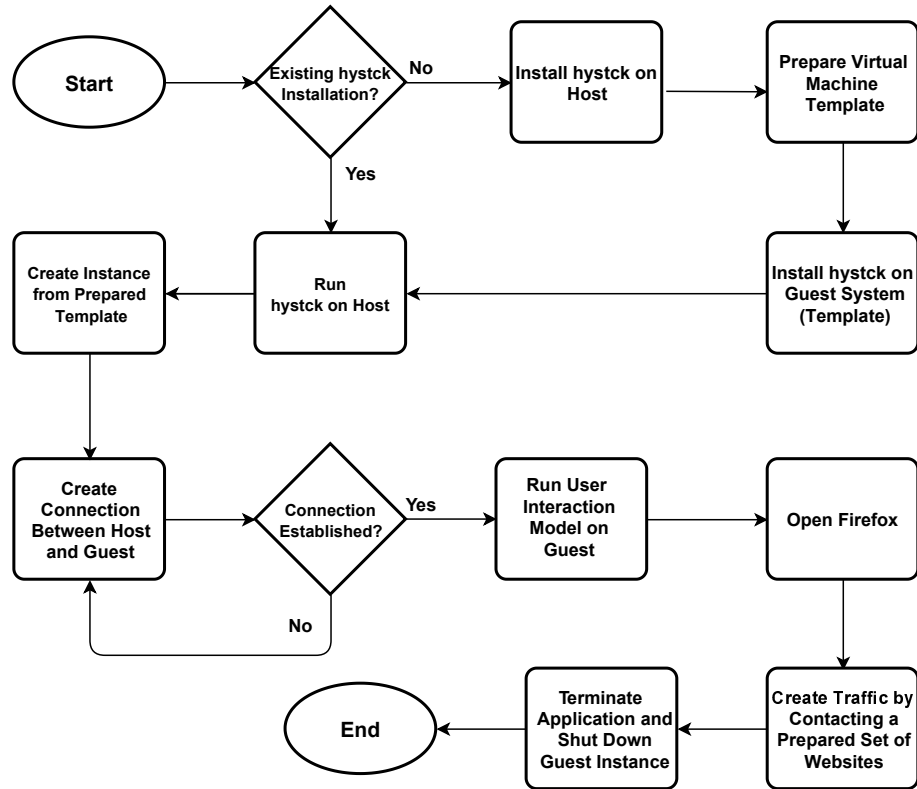 Start
Existing hystck
Installation?
No
Install hystck on
Host
Prepare Virtual
Machine
Template
Yes
Create Instance
from Prepared
Template
Run
hystck on Host
Install hystck on
Guest System
(Template)
Create
Connection
Between Host
and Guest
Connection
Established?
Yes
Run User
Interaction
Model on
Guest
Open Firefox
No
End
Terminate
Application and
Shut Down
Guest Instance
Create Traffic by
Contacting a
Prepared Set of
Websites